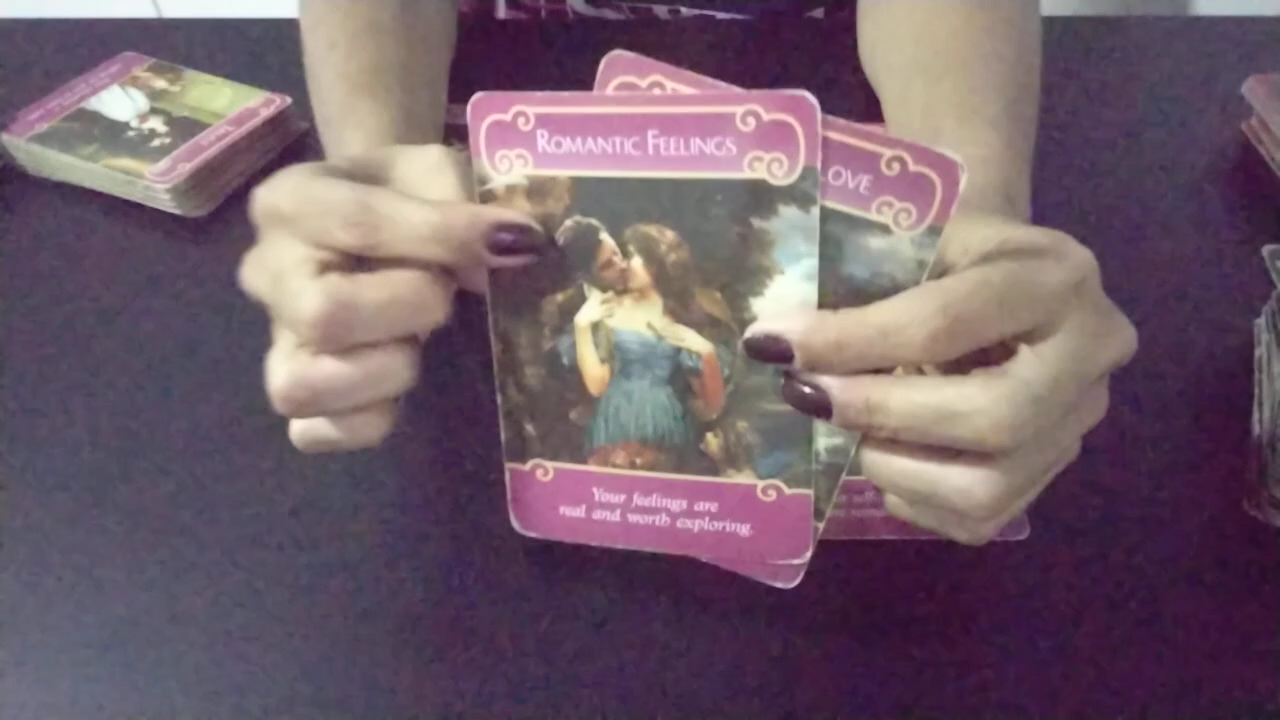 ROMANTIC FEELINGS
OVE
Your feelings are
real and worth exploring.